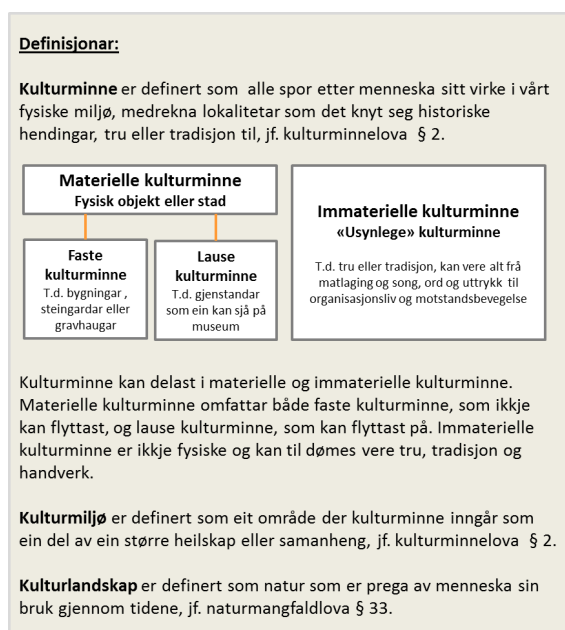 Definisjonar:
Kulturminne er definert som alle spor etter menneska sitt virke i vårt
fysiske miljø, medrekna lokalitetar som det knyt seg historiske
hendingar, tru eller tradisjon til, jf. kulturminnelova § 2.
Materielle kulturminne
Fysisk objekt eller stad
Faste
kulturminne
T.d. bygningar ,
steingardar eller
gravhaugar
Lause
kulturminne
T.d. gjenstandar
som ein kan sjå på
museum
Immaterielle kulturminne
«Usynlege» kulturminne
T.d. tru eller tradisjon, kan vere alt frå
matlaging og song, ord og uttrykk til
organisasjonsliv og motstandsbevegelse
Kulturminne kan delast i materielle og immaterielle kulturminne.
Materielle kulturminne omfattar både faste kulturminne, som ikkje
kan flyttast, og lause kulturminne, som kan flyttast på. Immaterielle
kulturminne er ikkje fysiske og kan til dømes vere tru, tradisjon og
handverk.
Kulturmiljø er definert som eit område der kulturminne inngår som
ein del av ein større heilskap eller samanheng, jf. kulturminnelova § 2.
Kulturlandskap er definert som natur som er prega av menneska sin
bruk gjennom tidene, jf. naturmangfaldlova § 33.